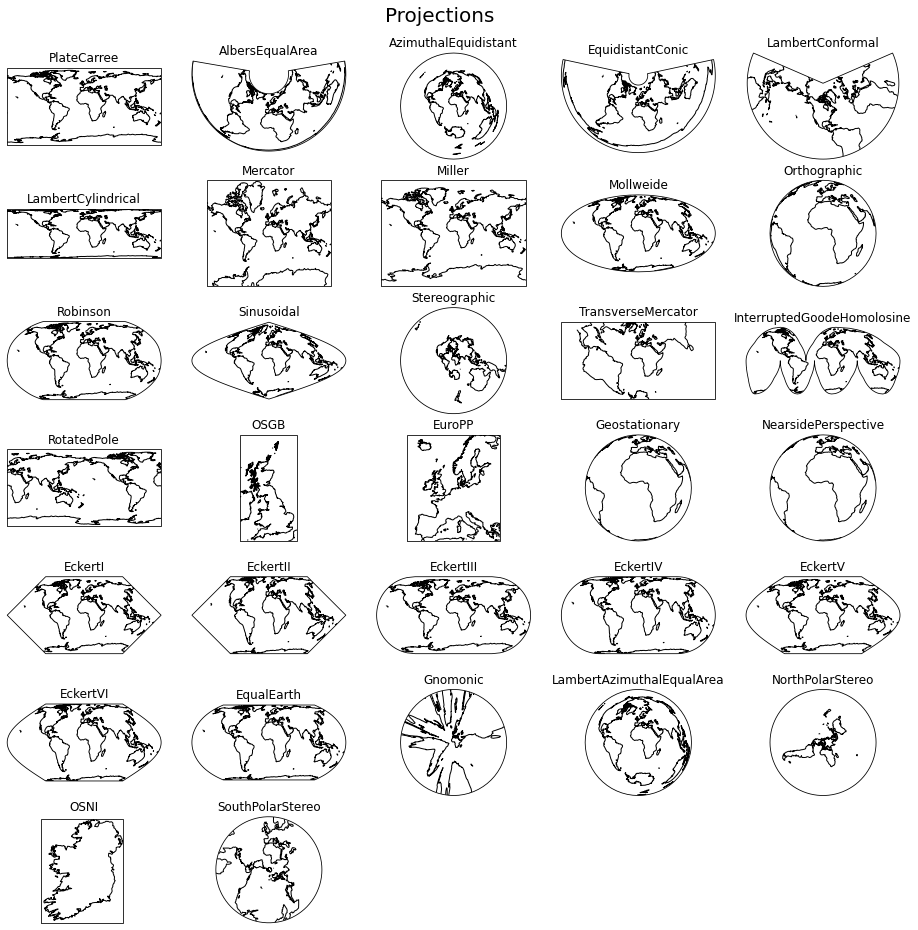 Projections
PlateCarree
AlbersEqualArea
AzimuthalEquidistant
EquidistantConic
LambertConformal
LambertCylindrical
Mercator
Miller
Mollweide
Orthographic
Robinson
Sinusoidal
Stereographic
TransverseMercator
InterruptedGoodeHomolosine
RotatedPole
OSGB
EuroPP
Geostationary
NearsidePerspective
EckertI
EckertII
EckertIII
EckertIV
EckertV
EckertVI
EqualEarth
Gnomonic
LambertAzimuthalEqualArea
NorthPolarStereo
OSNI
SouthPolarStereo